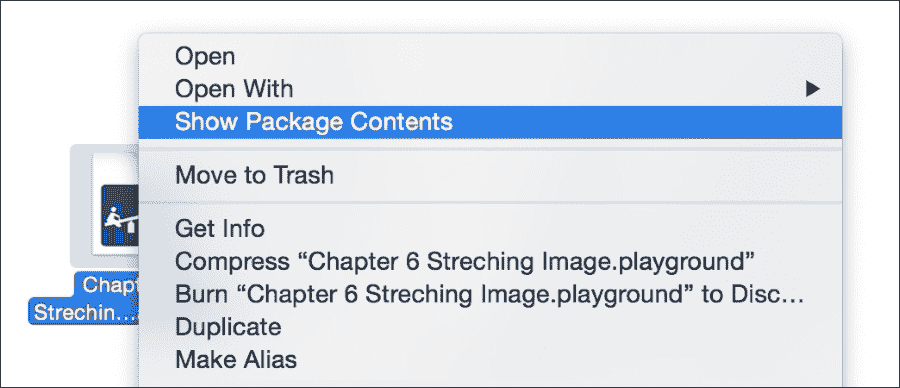 Open
Open With
Show Package Contents
Move to Trash
Get Info
Compress “Chapter 6 Streching Image.playground”
Burn “Chapter 6 Streching Image.playground” to Disc…
Duplicate
Make Alias
Chapt
Strechin…